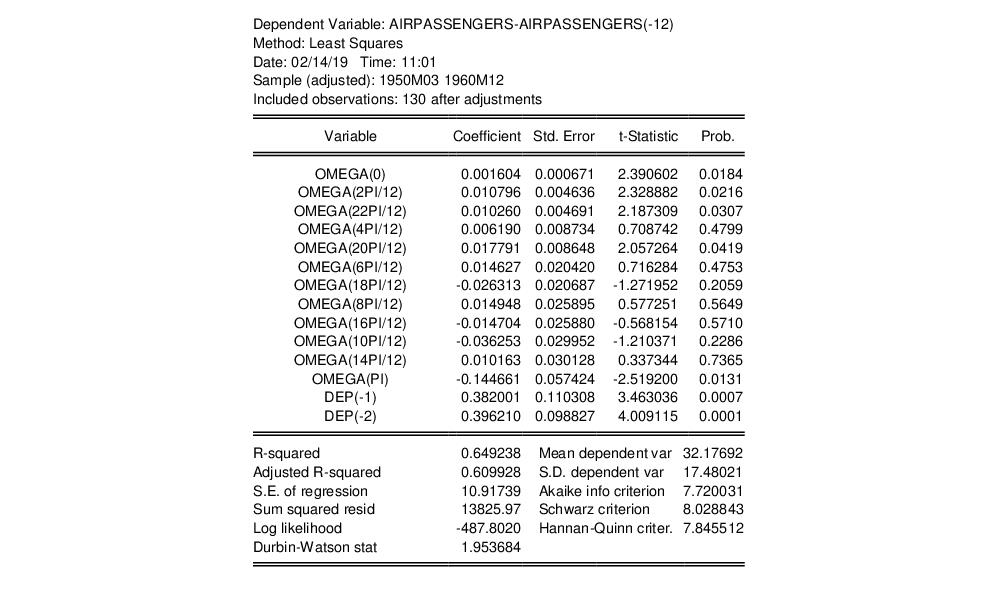 Dependent Variable: AIRPASSENGERS-AIRPASSENGERS(-12)
Method: Least Squares
Date: 02/14/19 Time: 11:01
Sample (adjusted): 1950M03 1960M12
Included observations: 130 after adjustments
Variable Coefficient Std. Error t-Statistic Prob.
OMEGA(0) 0.001604 0.000671 2.390602 0.0184
OMEGA(2PI/12) 0.010796 0.004636 2.328882 0.0216
OMEGA(22PI/12) 0.010260 0.004691 2.187309 0.0307
OMEGA(4PI/12) 0.006190 0.008734 0.708742 0.4799
OMEGA(20PI/12) 0.017791 0.008648 2.057264 0.0419
OMEGA(6PI/12) 0.014627 0.020420 0.716284 0.4753
OMEGA(18PI/12) -0.026313 0.020687 -1.271952 0.2059
OMEGA(8PI/12) 0.014948 0.025895 0.577251 0.5649
OMEGA(16PI/12) -0.014704 0.025880 -0.568154 0.5710
OMEGA(10PI/12) -0.036253 0.029952 -1.210371 0.2286
OMEGA(14PI/12) 0.010163 0.030128 0.337344 0.7365
OMEGA(PI) -0.144661 0.057424 -2.519200 0.0131
DEP(-1) 0.382001 0.110308 3.463036 0.0007
DEP(-2) 0.396210 0.098827 4.009115 0.0001
R-squared 0.649238 Mean dependent var 32.17692
Adjusted R-squared 0.609928 S.D. dependent var 17.48021
S.E. of regression 10.91739 Akaike info criterion 7.720031
Sum squared resid 13825.97 Schwarz criterion 8.028843
Log likelihood -487.8020 Hannan-Quinn criter. 7.845512
Durbin-Watson stat 1.953684